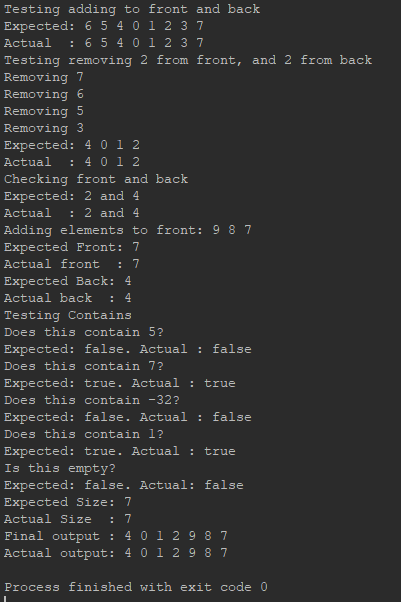 Testing adding to front and back
Expected: 6 5 4 0 1 2 3 7
Actual  : 6 5 4 0 1 2 3 7
Testing removing 2 from front, and 2 from back
Removing 7
Removing 6
Removing 5
Removing 3
Expected: 4 0 1 2
Actual  : 4 0 1 2
Checking front and back
Expected: 2 and 4
Actual  : 2 and 4
Adding elements to front: 9 8 7
Expected Front: 7
Actual front  : 7
Expected Back: 4
Actual back  : 4
Testing Contains
Does this contain 5?
Expected: false. Actual : false
Does this contain 7?
Expected: true. Actual : true
Does this contain -32?
Expected: false. Actual : false
Does this contain 1?
Expected: true. Actual : true
Is this empty?
Expected: false. Actual: false
Expected Size: 7
Actual Size  : 7
Final output : 4 0 1 2 9 8 7
Actual output: 4 0 1 2 9 8 7
Process finished with exit code 0